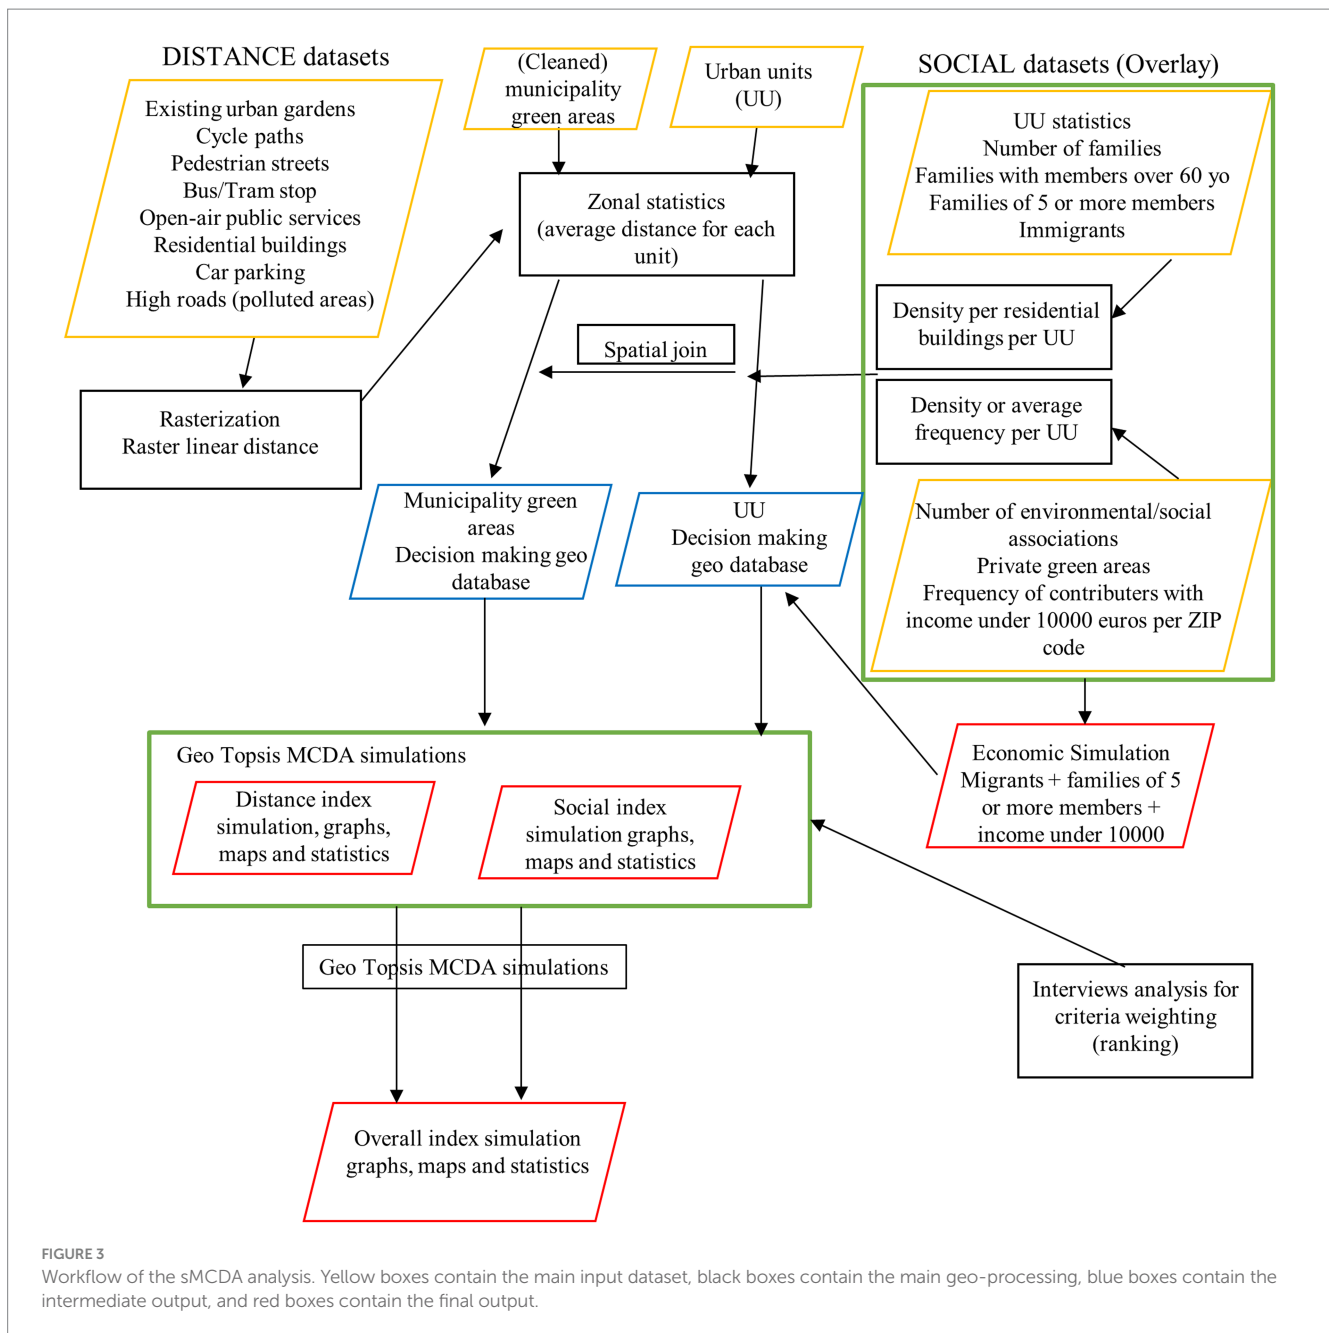 DISTANCE datasets
Existing urban gardens
Cycle paths
Pedestrian streets
Bus/Tram stop
Open-air public services
Residential buildings
Car parking
High roads (polluted areas)
(Cleaned)
municipality
green areas
Urban units
(UU)
SOCIAL datasets (Overlay)
UU statistics
Number of families
Families with members over 60 yo
Families of 5 or more members
Immigrants
Zonal statistics
(average distance for each
unit)
Density per residential
buildings per UU
Spatial join
Rasterization
Raster linear distance
Density or average
frequency per UU
Municipality green
areas
Decision making geo
database
UU
Decision making
geo database
Number of environmental/social
associations
Private green areas
Frequency of contributers with
income under 10000 euros per ZIP
code
Geo Topsis MCDA simulations
Distance index
simulation, graphs,
maps and statistics
Social index
simulation graphs,
maps and statistics
Economic Simulation
Migrants + families of 5
or more members +
income under 10000
Geo Topsis MCDA simulations
Interviews analysis for
criteria weighting
(ranking)
Overall index simulation
graphs, maps and statistics
FIGURE 3
Workflow of the sMCDA analysis. Yellow boxes contain the main input dataset, black boxes contain the main geo-processing, blue boxes contain the
intermediate output, and red boxes contain the final output.